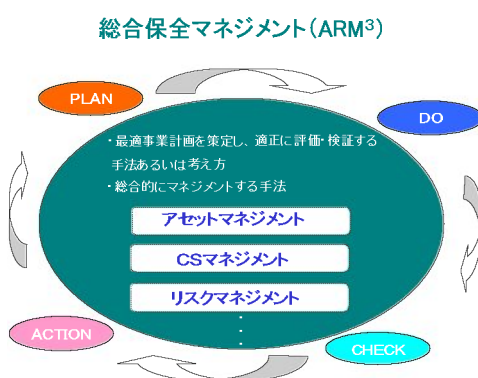 総合保全マネジメント(ARM³)
PLAN
DO
・最適事業計画を策定し、適正に評価・検証する
手法あるいは考え方
・総合的にマネジメントする手法
アセットマネジメント
CSマネジメント
リスクマネジメント
ACTION
CHECK